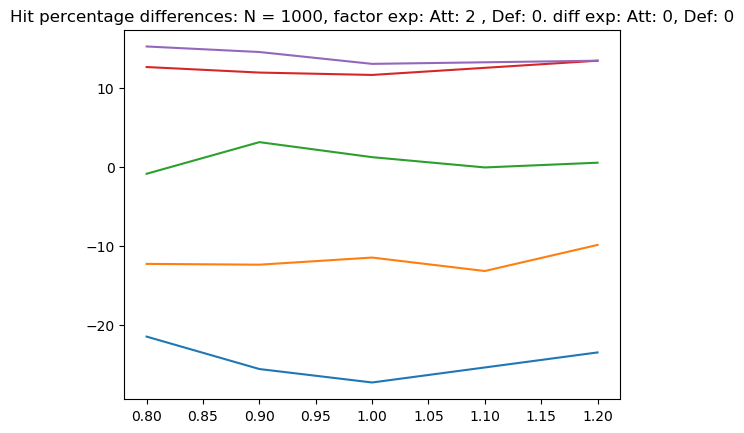 Hit percentage differences: N = 1000, factor exp: Att: 2 , Def: 0. diff exp: Att: 0, Def: 0
10
0
−10
−20
0.80 0.85 0.90 0.95 1.00 1.05 1.10 1.15 1.20